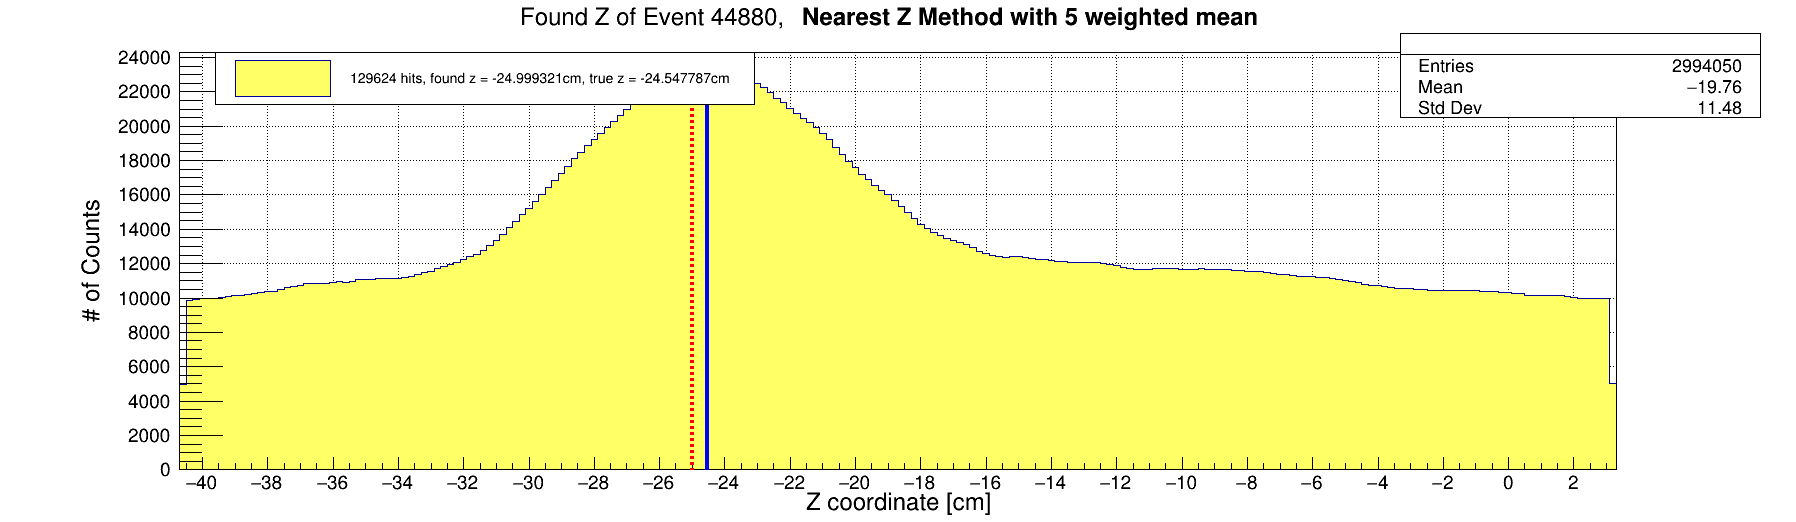 Found Z of Event 44880, Nearest Z Method with 5 weighted mean
129624 hits, found z = -24.999321cm, true z = -24.547787cm
Entries 2994050
Mean −19.76
Std Dev 11.48
# of Counts
24000
22000
20000
18000
16000
14000
12000
10000
8000
6000
4000
2000
0
−40 −38 −36 −34 −32 −30 −28 −26 −24 −22 −20 −18 −16 −14 −12 −10 −8 −6 −4 −2 0 2
Z coordinate [cm]